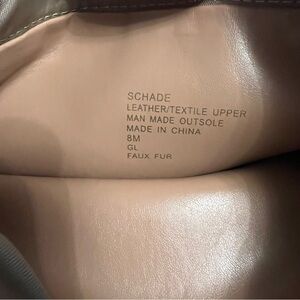 SCHADE
LEATHER/TEXTILE UPPER
MAN MADE OUTSOLE
MADE IN CHINA
8M
GL
FAUX FUR